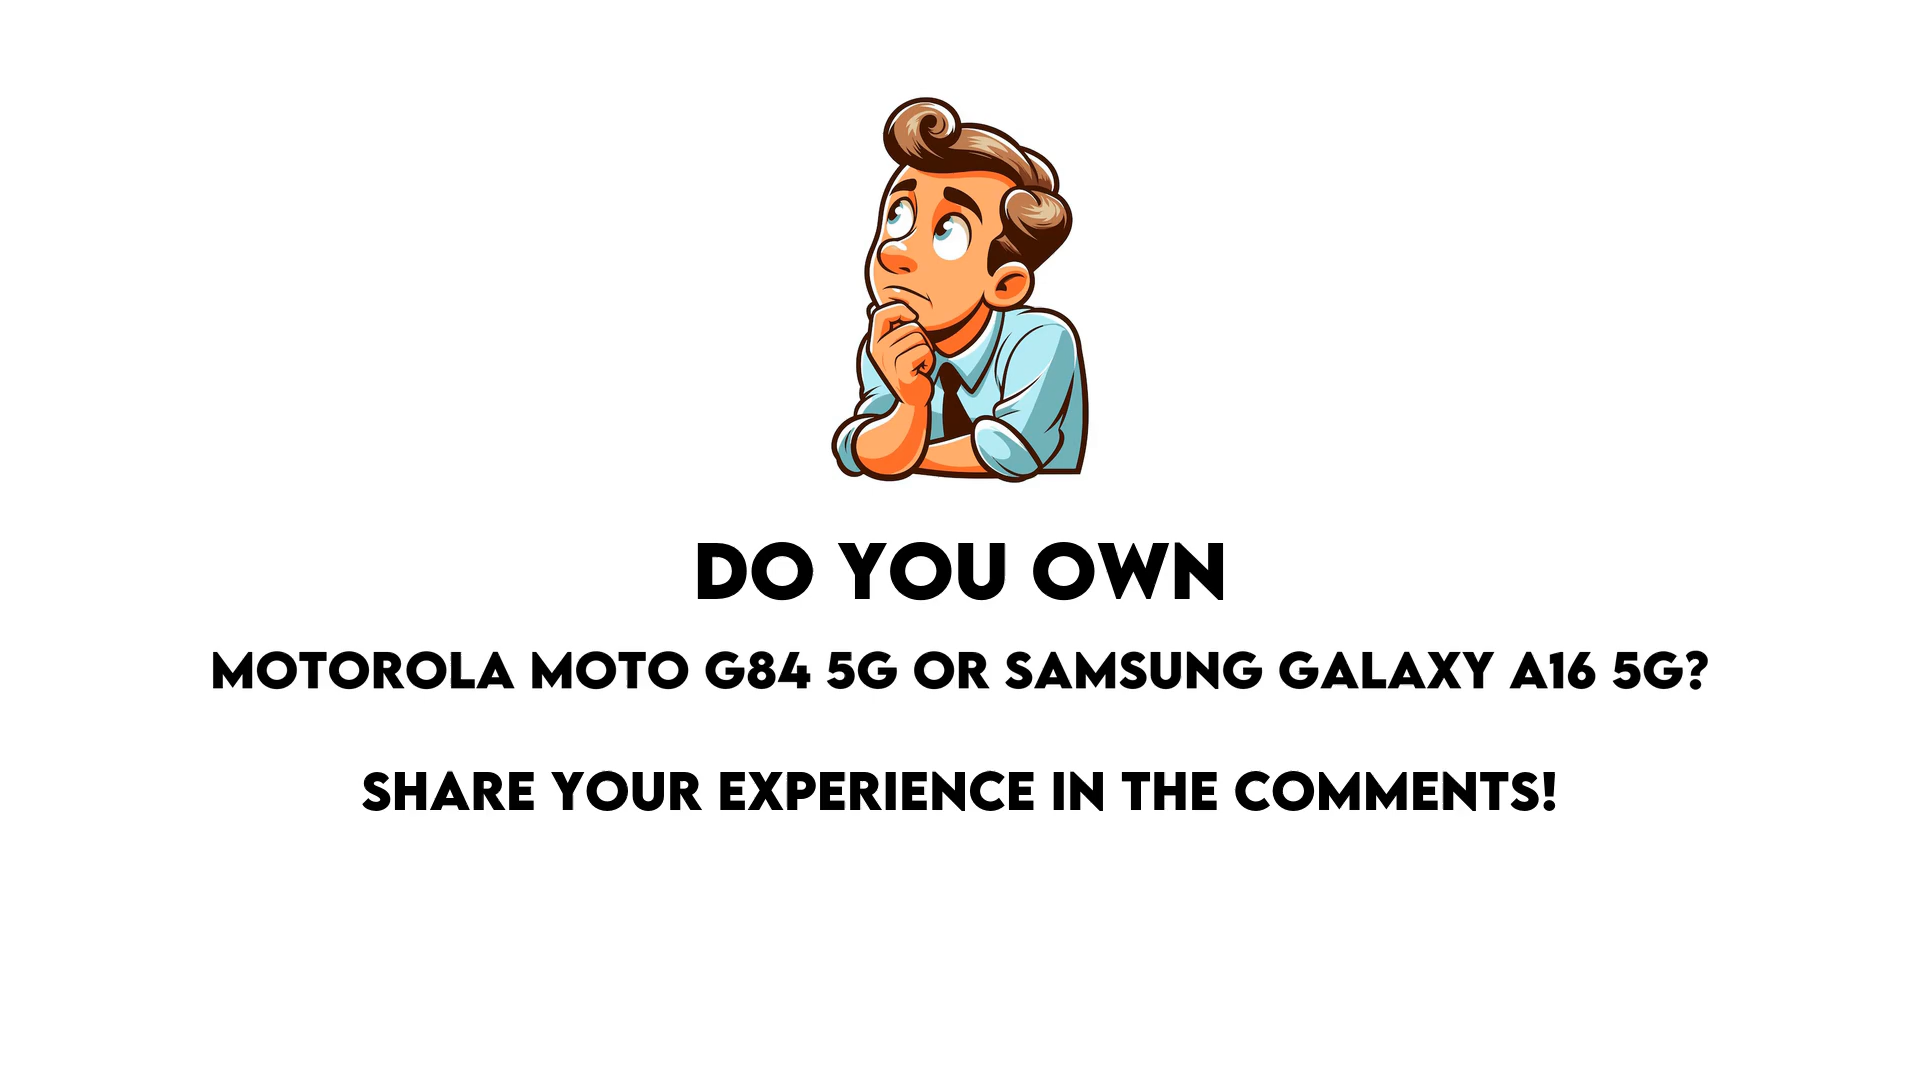 DO YOU OWN
MOTOROLA MOTO G84 5G OR SAMSUNG GALAXY A16 5G?
SHARE YOUR EXPERIENCE IN THE COMMENTS!